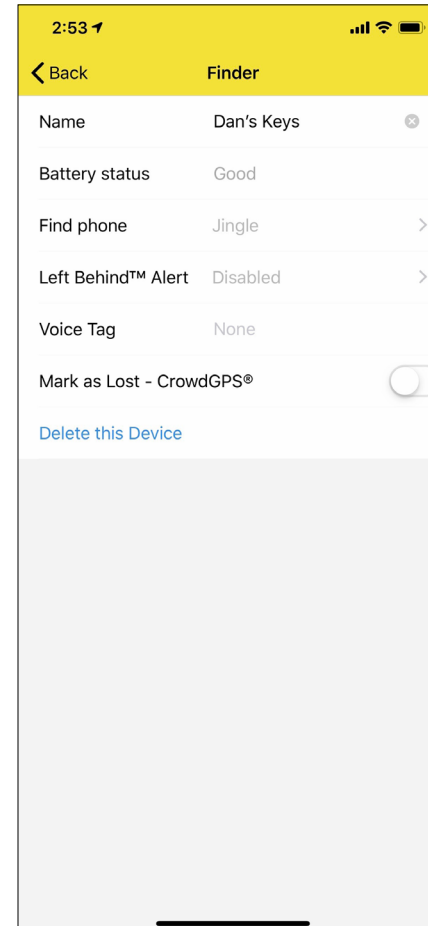 2:53
Back Finder
Name Dan's Keys
Battery status Good
Find phone Jingle
Left Behind™ Alert Disabled
Voice Tag None
Mark as Lost - CrowdGPS®
Delete this Device